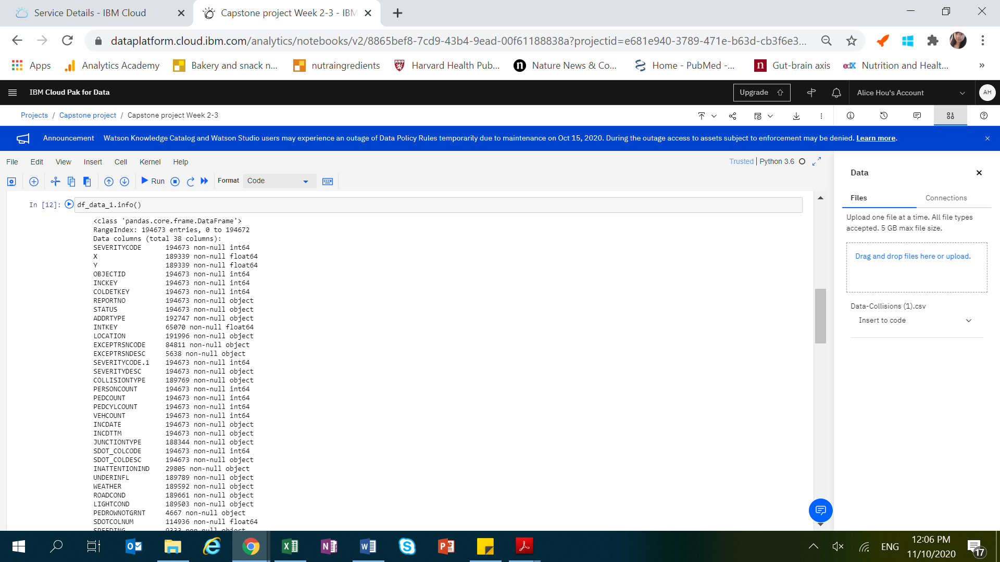 Service Details - IBM Cloud
Capstone project Week 2-3 - IBM
dataplatform.cloud.ibm.com/analytics/notebooks/v2/8865bef8-7cd9-43b4-9ead-00f61188838a?projectid=e681e940-3789-471e-b63d-cb3f6e3...
Apps Analytics Academy Bakery and snack n... nutraingredients Harvard Health Pub... n Nature News & Co... Home - PubMed -... n Gut-brain axis edX Nutrition and Healt... »
IBM Cloud Pak for Data Upgrade Alice Hou's Account AH
Projects / Capstone project / Capstone project Week 2-3
Announcement Watson Knowledge Catalog and Watson Studio users may experience an outage of Data Policy Rules temporarily due to maintenance on Oct 15, 2020. During the outage access to assets subject to enforcement may be denied. Learn more.
File Edit View Insert Cell Kernel Help Trusted | Python 3.6
Run Format Code
In [12]: df_data_1.info()
<class 'pandas.core.frame.DataFrame'>
RangeIndex: 194673 entries, 0 to 194672
Data columns (total 38 columns):
SEVERITYCODE 194673 non-null int64
X 189339 non-null float64
Y 189339 non-null float64
OBJECTID 194673 non-null int64
INCKEY 194673 non-null int64
COLDETKEY 194673 non-null int64
REPORTNO 194673 non-null object
STATUS 194673 non-null object
ADDRTYPE 192747 non-null object
INTKEY 65070 non-null float64
LOCATION 191996 non-null object
EXCEPTRSNCODE 84811 non-null object
EXCEPTRSNDESC 5638 non-null object
SEVERITYCODE.1 194673 non-null int64
SEVERITYDESC 194673 non-null object
COLLISIONTYPE 189769 non-null object
PERSONCOUNT 194673 non-null int64
PEDCOUNT 194673 non-null int64
PEDCYLCOUNT 194673 non-null int64
VEHCOUNT 194673 non-null int64
INCDATE 194673 non-null object
INCDTTM 194673 non-null object
JUNCTIONTYPE 188344 non-null object
SDOT_COLCODE 194673 non-null int64
SDOT_COLDESC 194673 non-null object
INATTENTIONIND 29805 non-null object
UNDERINFL 189789 non-null object
WEATHER 189592 non-null object
ROADCOND 189661 non-null object
LIGHTCOND 189503 non-null object
PEDROWNOTGRNT 4667 non-null object
SDOTCOLNUM 114936 non-null float64
SPEEDING 9333 non-null object
Data
Files Connections
Upload one file at a time. All file types
accepted. 5 GB max file size.
Drag and drop files here or upload.
Data-Collisions (1).csv
Insert to code
ENG
12:06 PM
11/10/2020
17